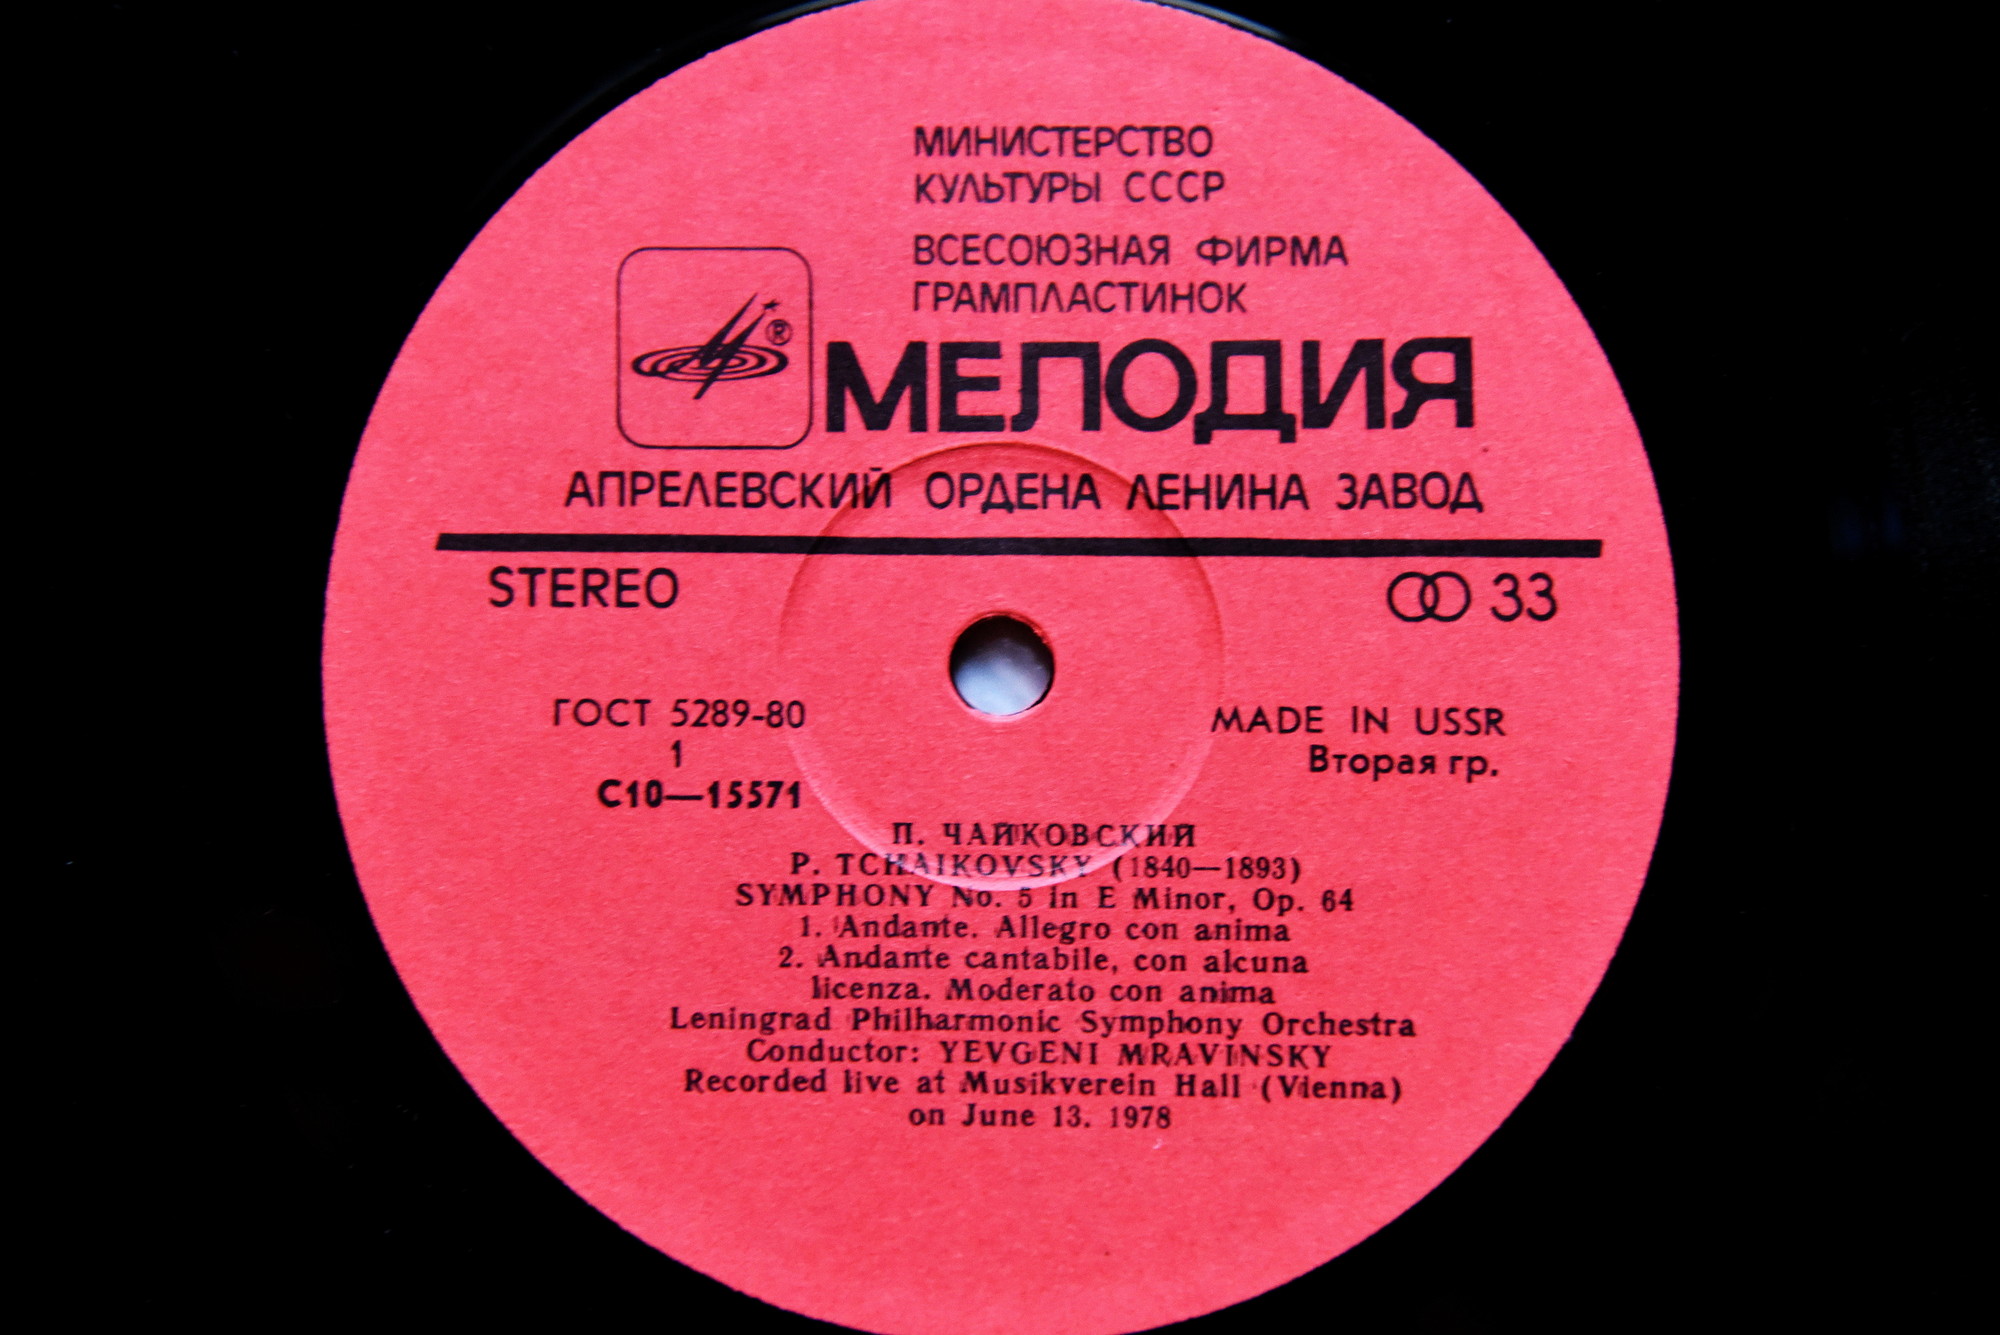 МИНИСТЕРСТВО
КУЛЬТУРЫ СССР
ВСЕСОЮЗНАЯ ФИРМА
ГРАМПЛАСТИНОК
®
МЕЛОДИЯ
АПРЕЛЕВСКИЙ ОРДЕНА ЛЕНИНА ЗАВОД
STEREO
33
ГОСТ 5289-80
1
С10—15571
MADE IN USSR
Вторая гр.
П. ЧАЙКОВСКИЙ
P. TCHAIKOVSKY (1840—1893)
SYMPHONY No. 5 in E Minor, Op. 64
1. Andante. Allegro con anima
2. Andante cantabile, con alcuna
licenza. Moderato con anima
Leningrad Philharmonic Symphony Orchestra
Conductor: YEVGENI MRAVINSKY
Recorded live at Musikverein Hall (Vienna)
on June 13. 1978